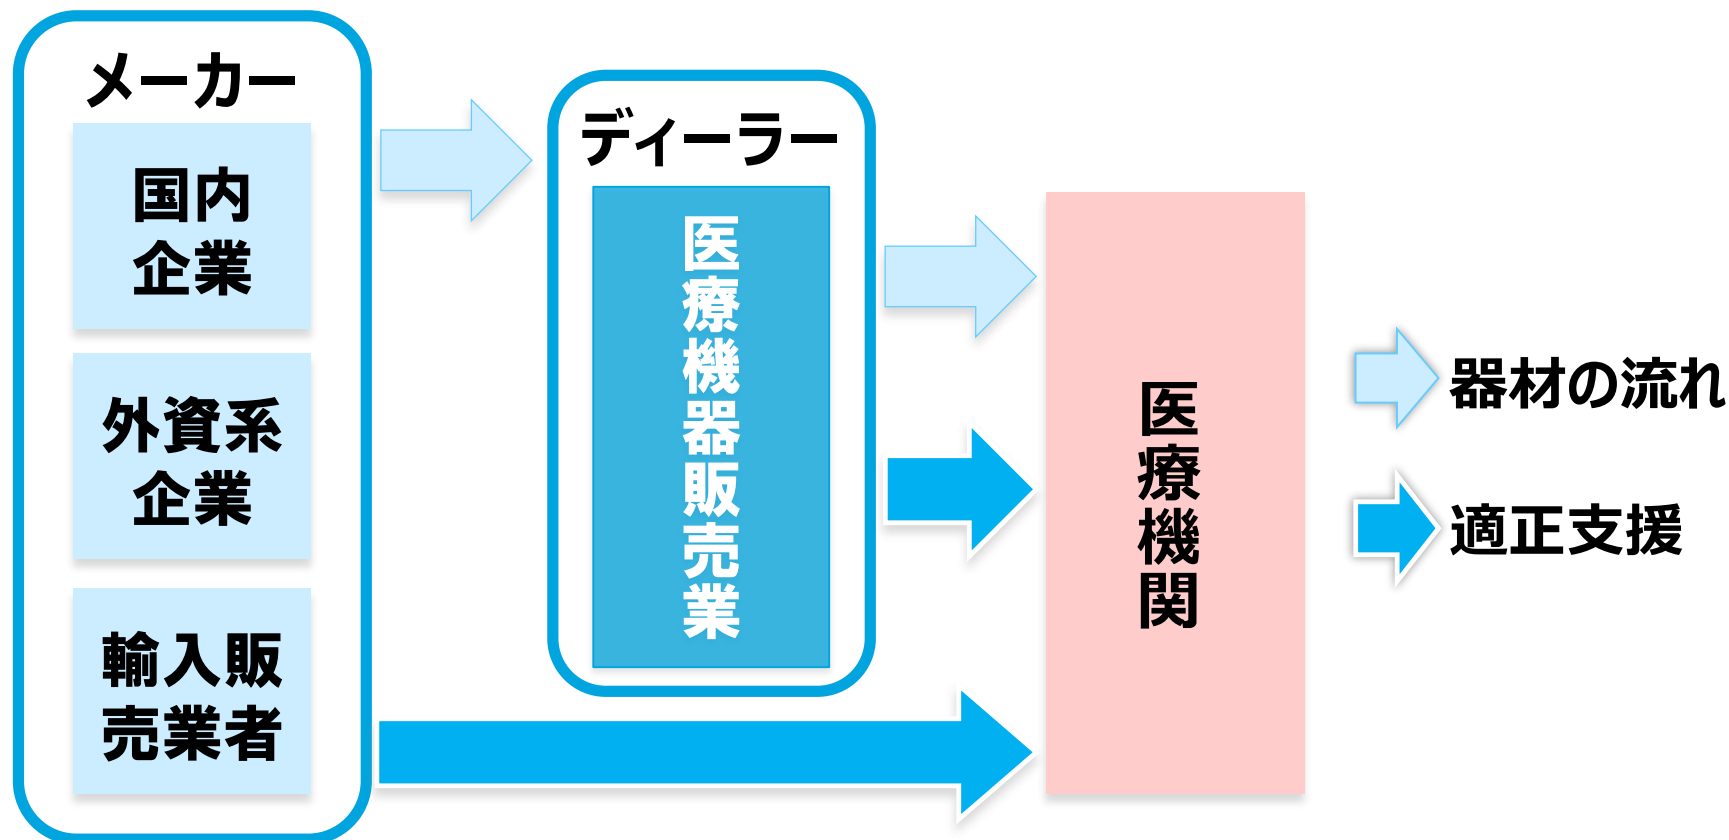 メーカー
国内
企業
外資系
企業
輸入販
売業者
ディーラー
医療機器販売業
医療機関
器材の流れ
適正支援